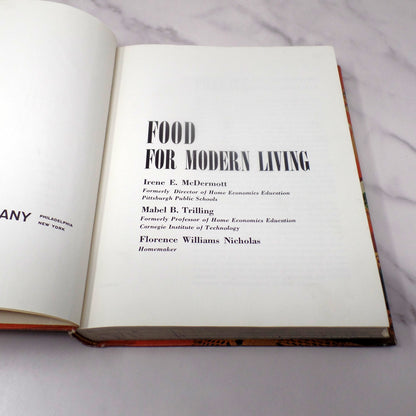 ANY
PHILADELPHIA
NEW YORK
FOOD
FOR MODERN LIVING
Irene E. McDermott
Formerly Director of Home Economics Education
Pittsburgh Public Schools
Mabel B. Trilling
Formerly Professor of Home Economics Education
Carnegie Institute of Technology
Florence Williams Nicholas
Homemaker